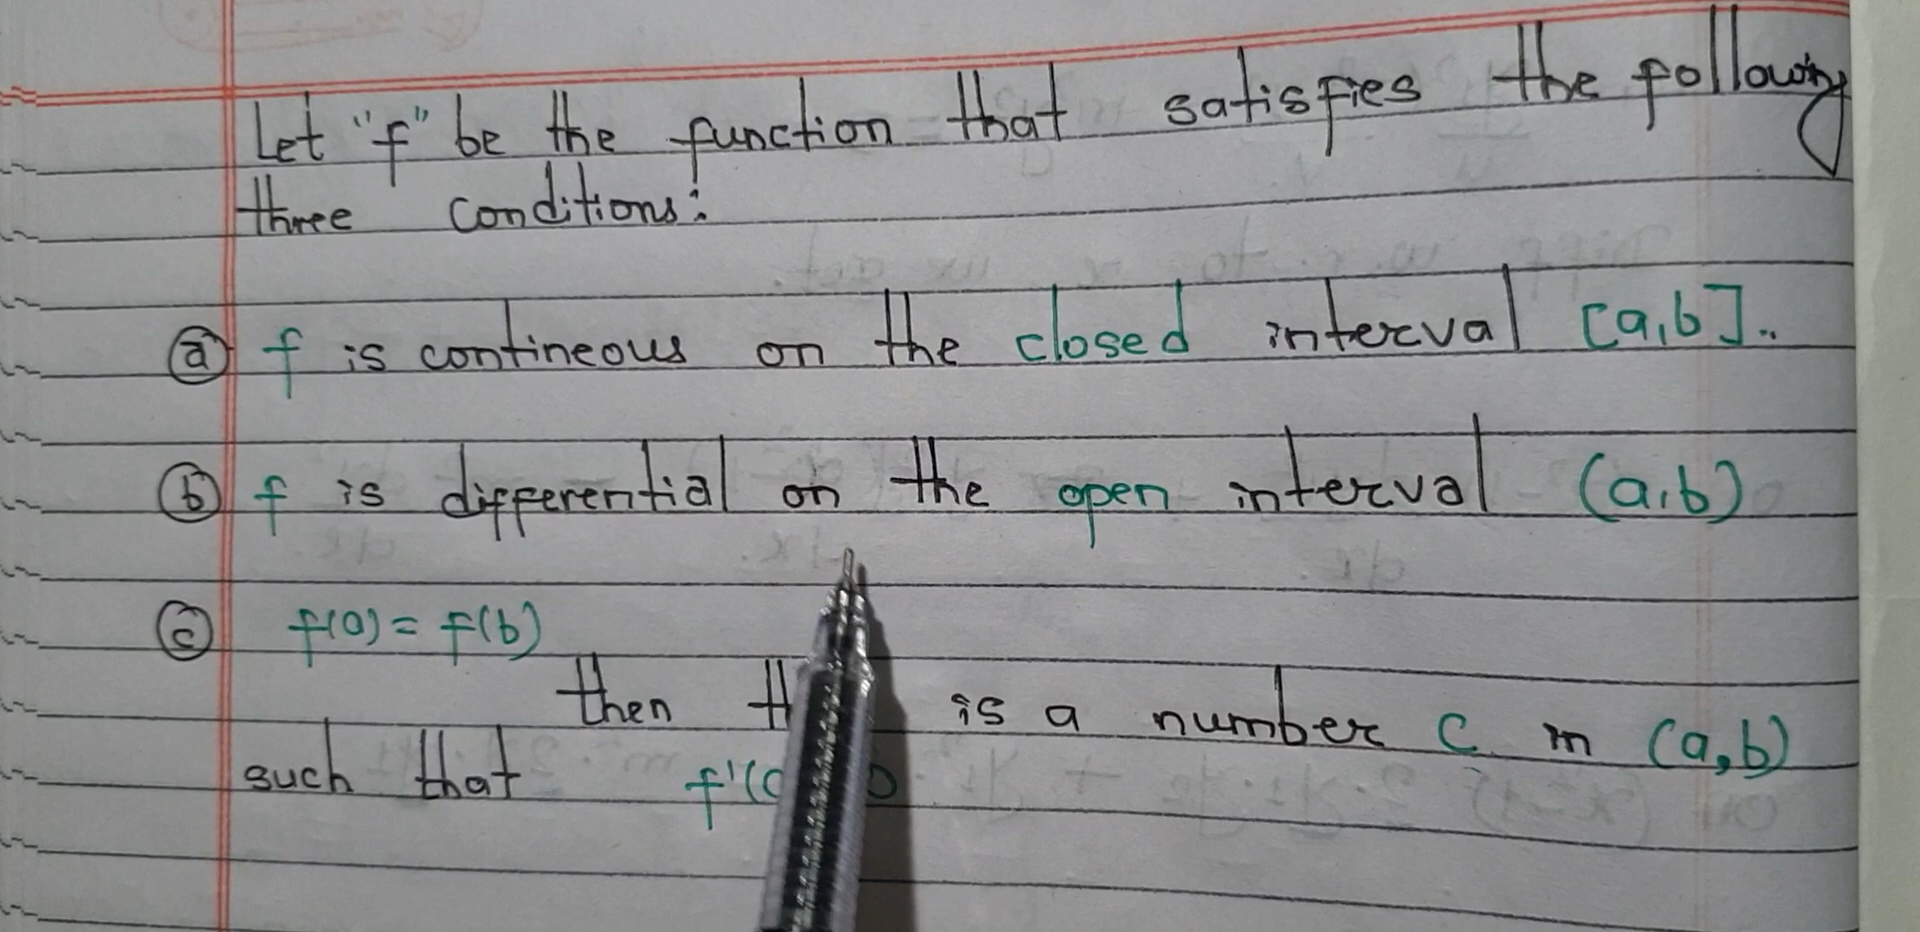 Let "f" be the function that satisfies the following
three conditions:
ⓐ f is contineous on the closed interval [a,b]..
ⓑ f is differential on the open interval (a,b)
ⓒ f(a) = f(b)
then is a number c in (a,b)
such that f'(c